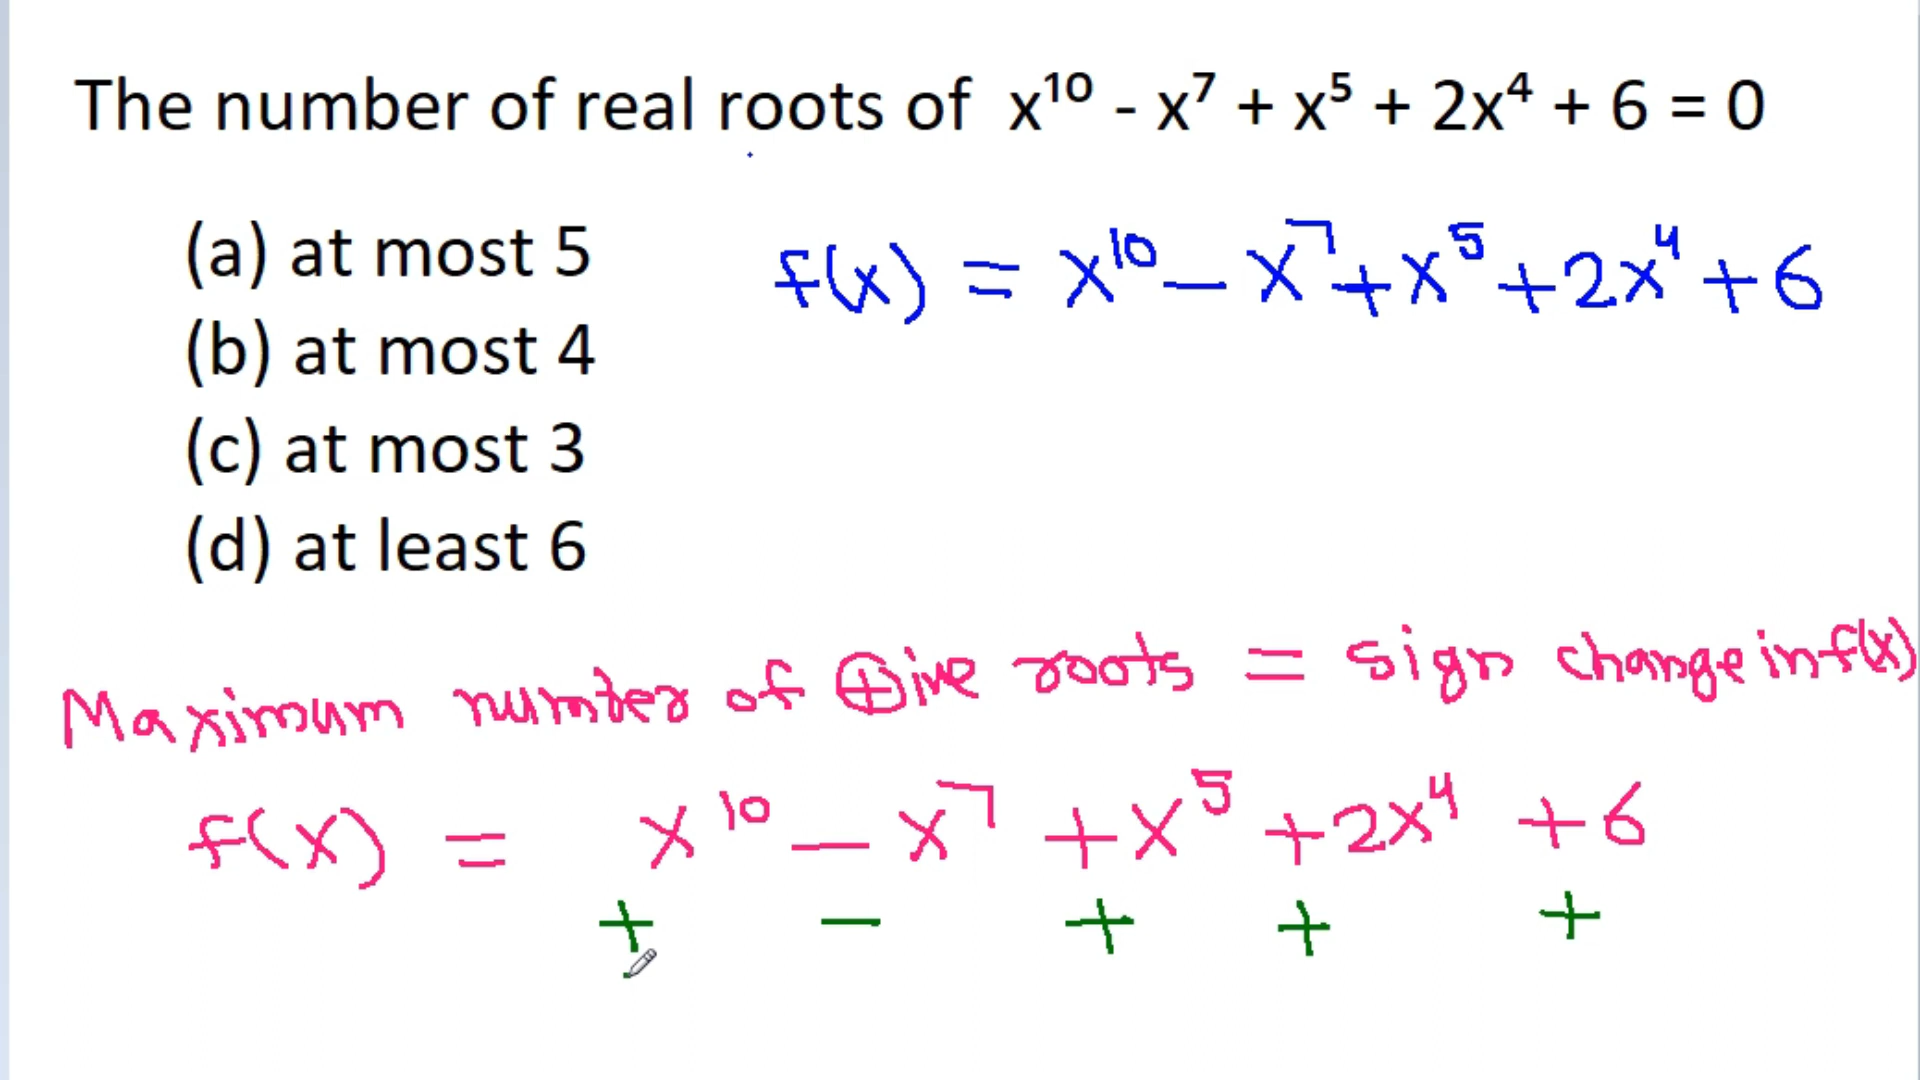 The number of real roots of x¹⁰ - x⁷ + x⁵ + 2x⁴ + 6 = 0
(a) at most 5
(b) at most 4
(c) at most 3
(d) at least 6
f(x) = x¹⁰ - x⁷ + x⁵ + 2x⁴ + 6
Maximum number of ⊕ive roots = sign change in f(x)
f(x) = x¹⁰ - x⁷ + x⁵ + 2x⁴ + 6
+ - + + +